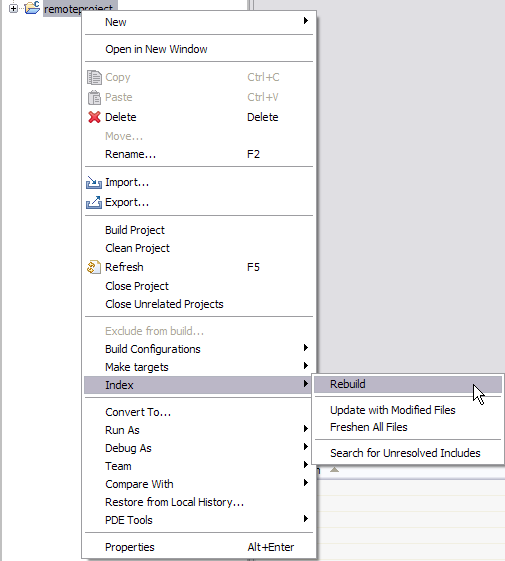 remoteproject
New
Open in New Window
Copy Ctrl+C
Paste Ctrl+V
Delete Delete
Move...
Rename... F2
Import...
Export...
Build Project
Clean Project
Refresh F5
Close Project
Close Unrelated Projects
Exclude from build...
Build Configurations
Make targets
Index
Rebuild
Update with Modified Files
Freshen All Files
Search for Unresolved Includes
Convert To...
Run As
Debug As
Team
Compare With
Restore from Local History...
PDE Tools
Properties Alt+Enter